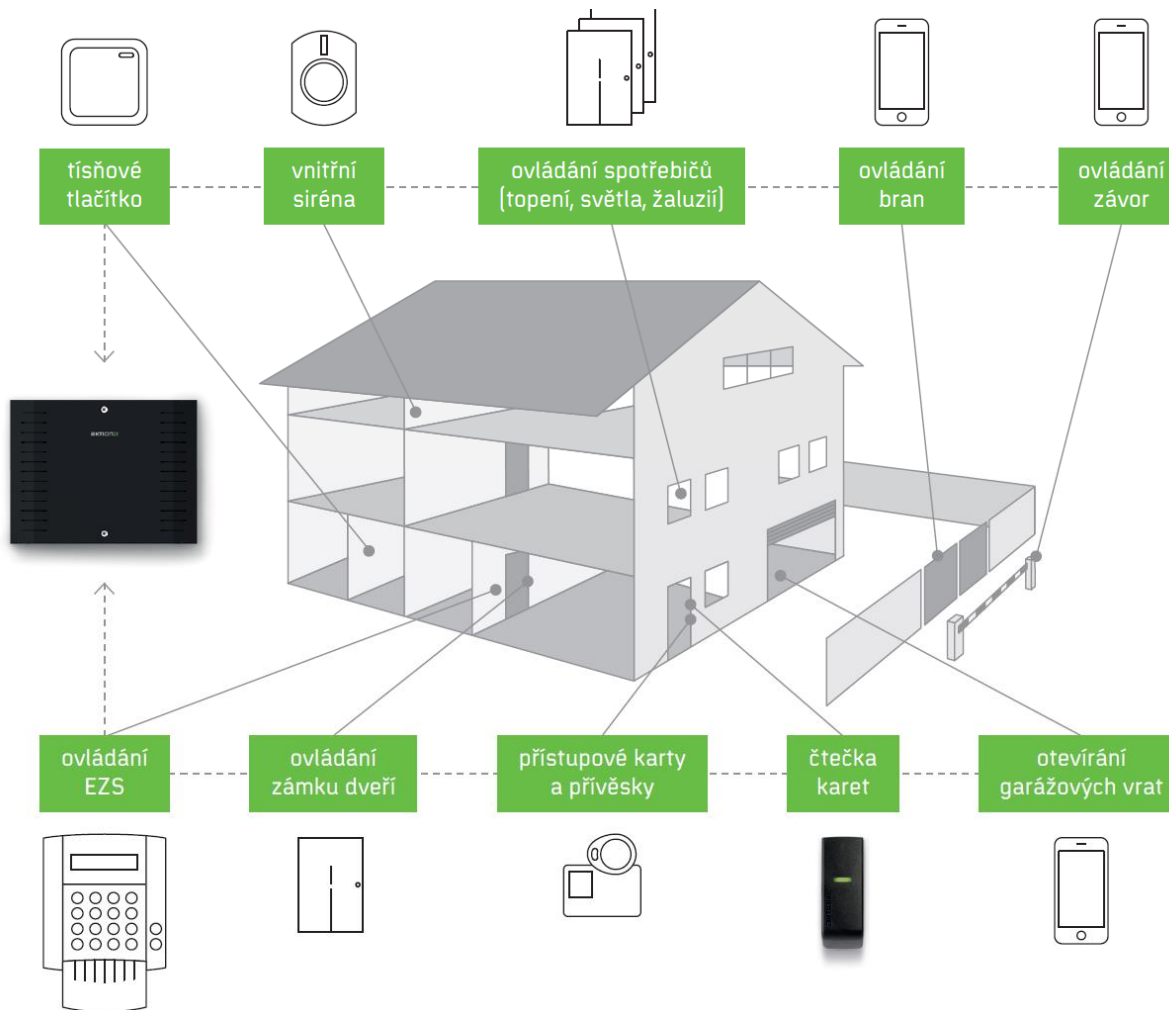 tísňové
tlačítko
vnitřní
siréna
ovládání spotřebičů
(topení, světla, žaluzií)
ovládání
bran
ovládání
závor
ovládání
EZS
ovládání
zámku dveří
přístupové karty
a přívěsky
čtečka
karet
otevírání
garážových vrat